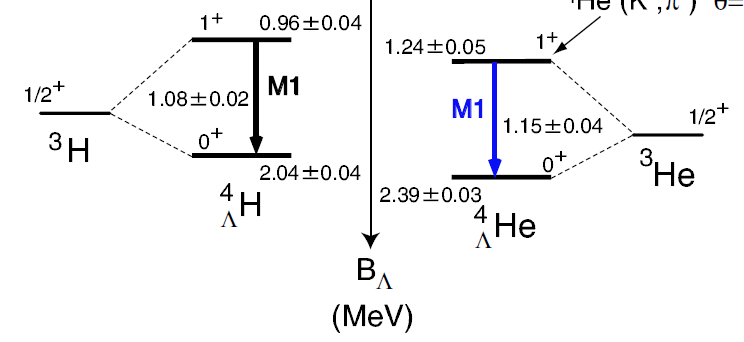 ⁴He (K⁻,π⁻) θ=
1⁺ 0.96±0.04
1.24±0.05 1⁺
1/2⁺ 1.08±0.02 M1
M1 1.15±0.04 1/2⁺
³H 0⁺
0⁺ ³He
2.04±0.04
2.39±0.03
⁴ΛH
⁴ΛHe
BΛ
(MeV)